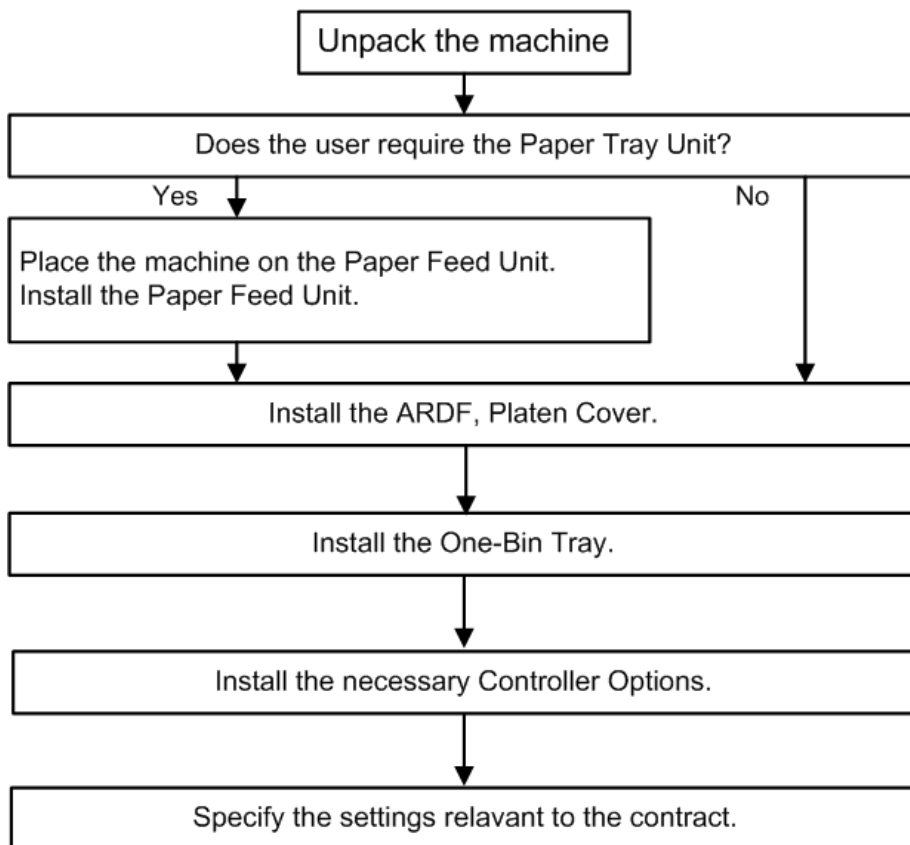 Unpack the machine
Does the user require the Paper Tray Unit?
Yes
No
Place the machine on the Paper Feed Unit.
Install the Paper Feed Unit.
Install the ARDF, Platen Cover.
Install the One-Bin Tray.
Install the necessary Controller Options.
Specify the settings relavant to the contract.